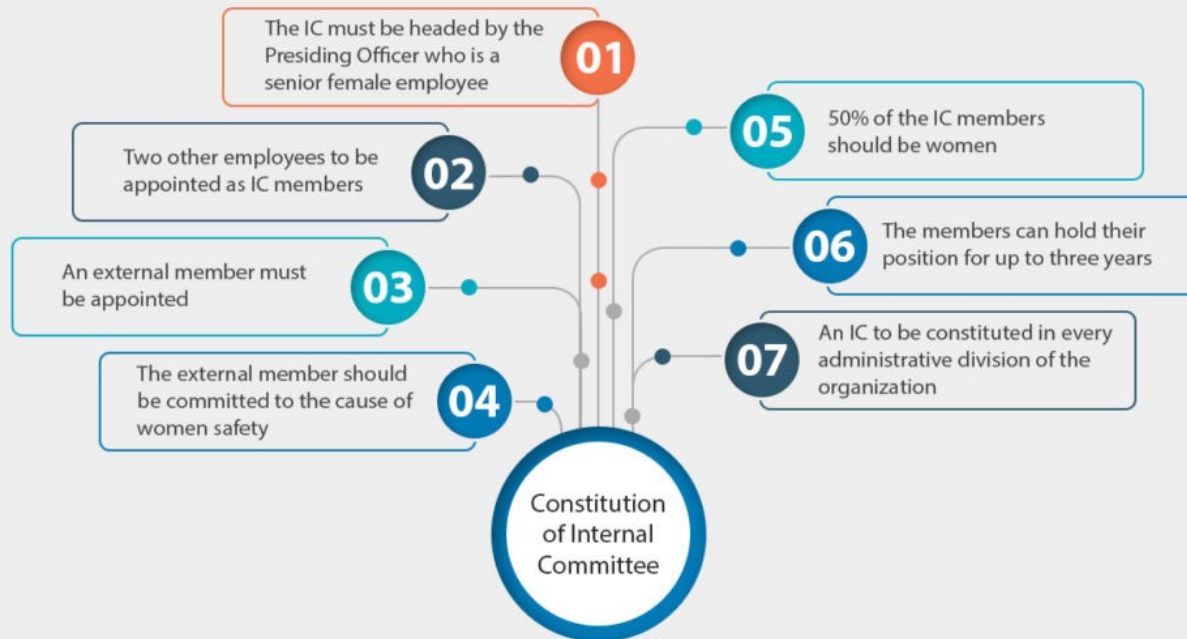 01
The IC must be headed by the
Presiding Officer who is a
senior female employee
02
Two other employees to be
appointed as IC members
03
An external member must
be appointed
04
The external member should
be committed to the cause of
women safety
05
50% of the IC members
should be women
06
The members can hold their
position for up to three years
07
An IC to be constituted in every
administrative division of the
organization
Constitution
of Internal
Committee